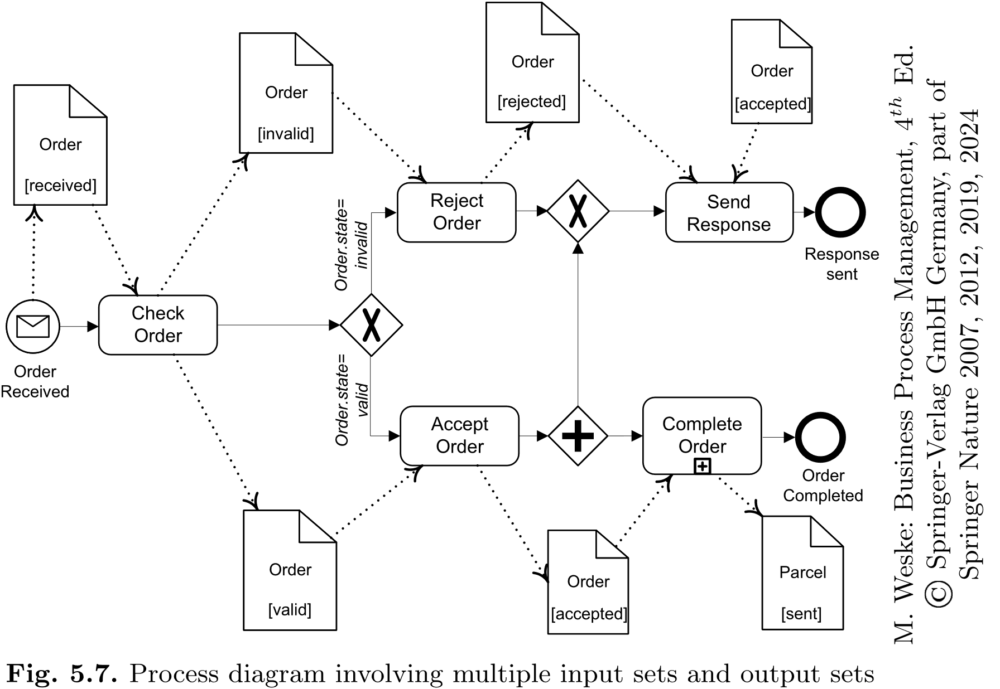 Order
[received]
Order
[invalid]
Order
[rejected]
Order
[accepted]
Order
Received
Check
Order
Order.state=
invalid
Order.state=
valid
Reject
Order
Send
Response
Response
sent
Accept
Order
Complete
Order
Order
Completed
Order
[valid]
Order
[accepted]
Parcel
[sent]
M. Weske: Business Process Management, 4th Ed.
© Springer-Verlag GmbH Germany, part of
Springer Nature 2007, 2012, 2019, 2024
Fig. 5.7. Process diagram involving multiple input sets and output sets